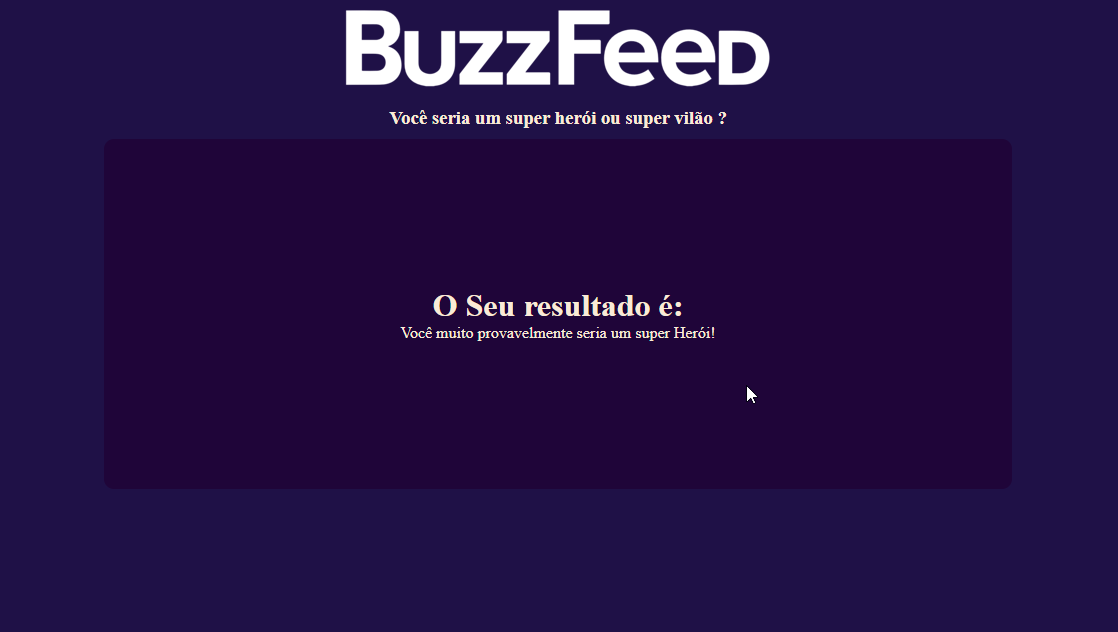 BuzzFeed
Você seria um super herói ou super vilão ?
O Seu resultado é:
Você muito provavelmente seria um super Herói!